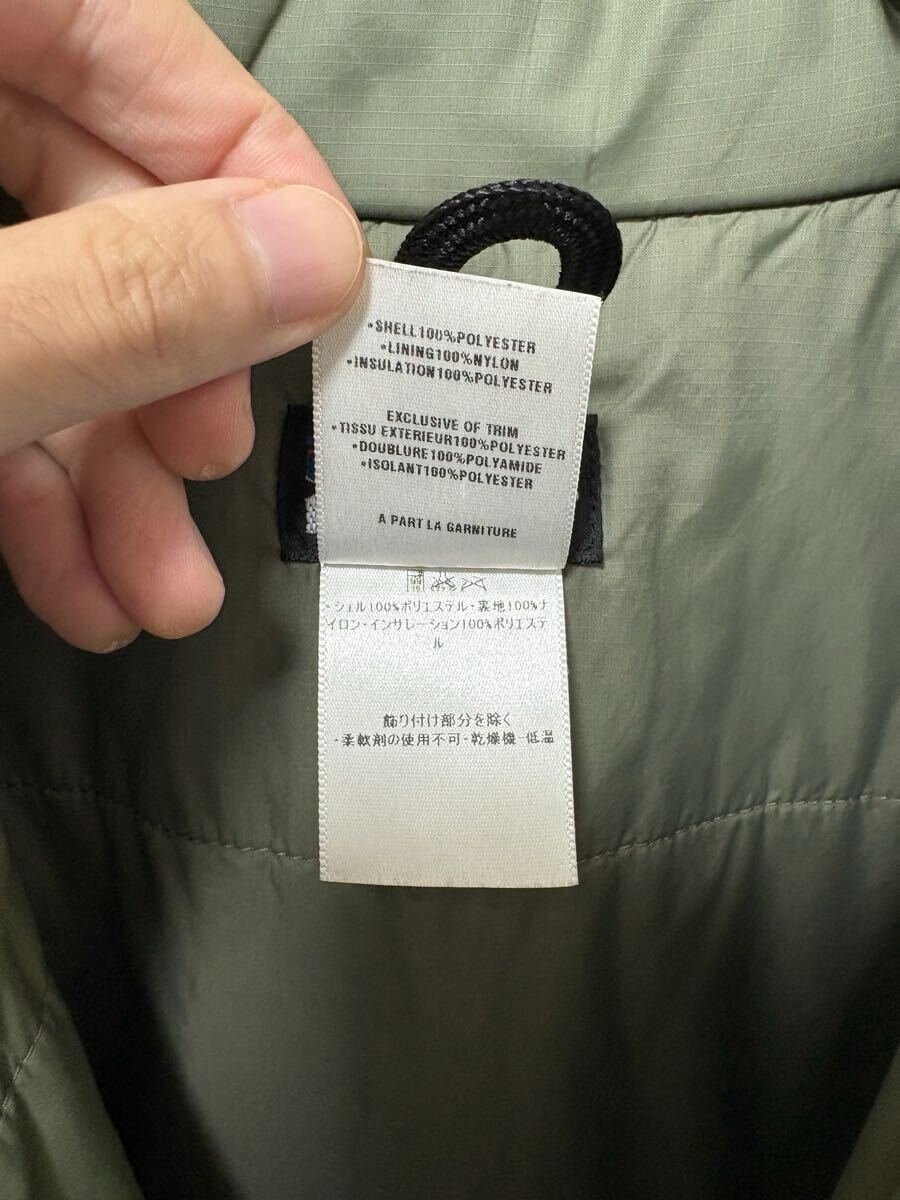 •SHELL100%POLYESTER
•LINING100%NYLON
•INSULATION100%POLYESTER
EXCLUSIVE OF TRIM
•TISSU EXTERIEUR100%POLYESTER
•DOUBLURE100%POLYAMIDE
•ISOLANT100%POLYESTER
A PART LA GARNITURE
・シェル100%ポリエステル・裏地100%ナ
イロン・インサレーション100%ポリエステ
ル
飾り付け部分を除く
・柔軟剤の使用不可・乾燥機-低温